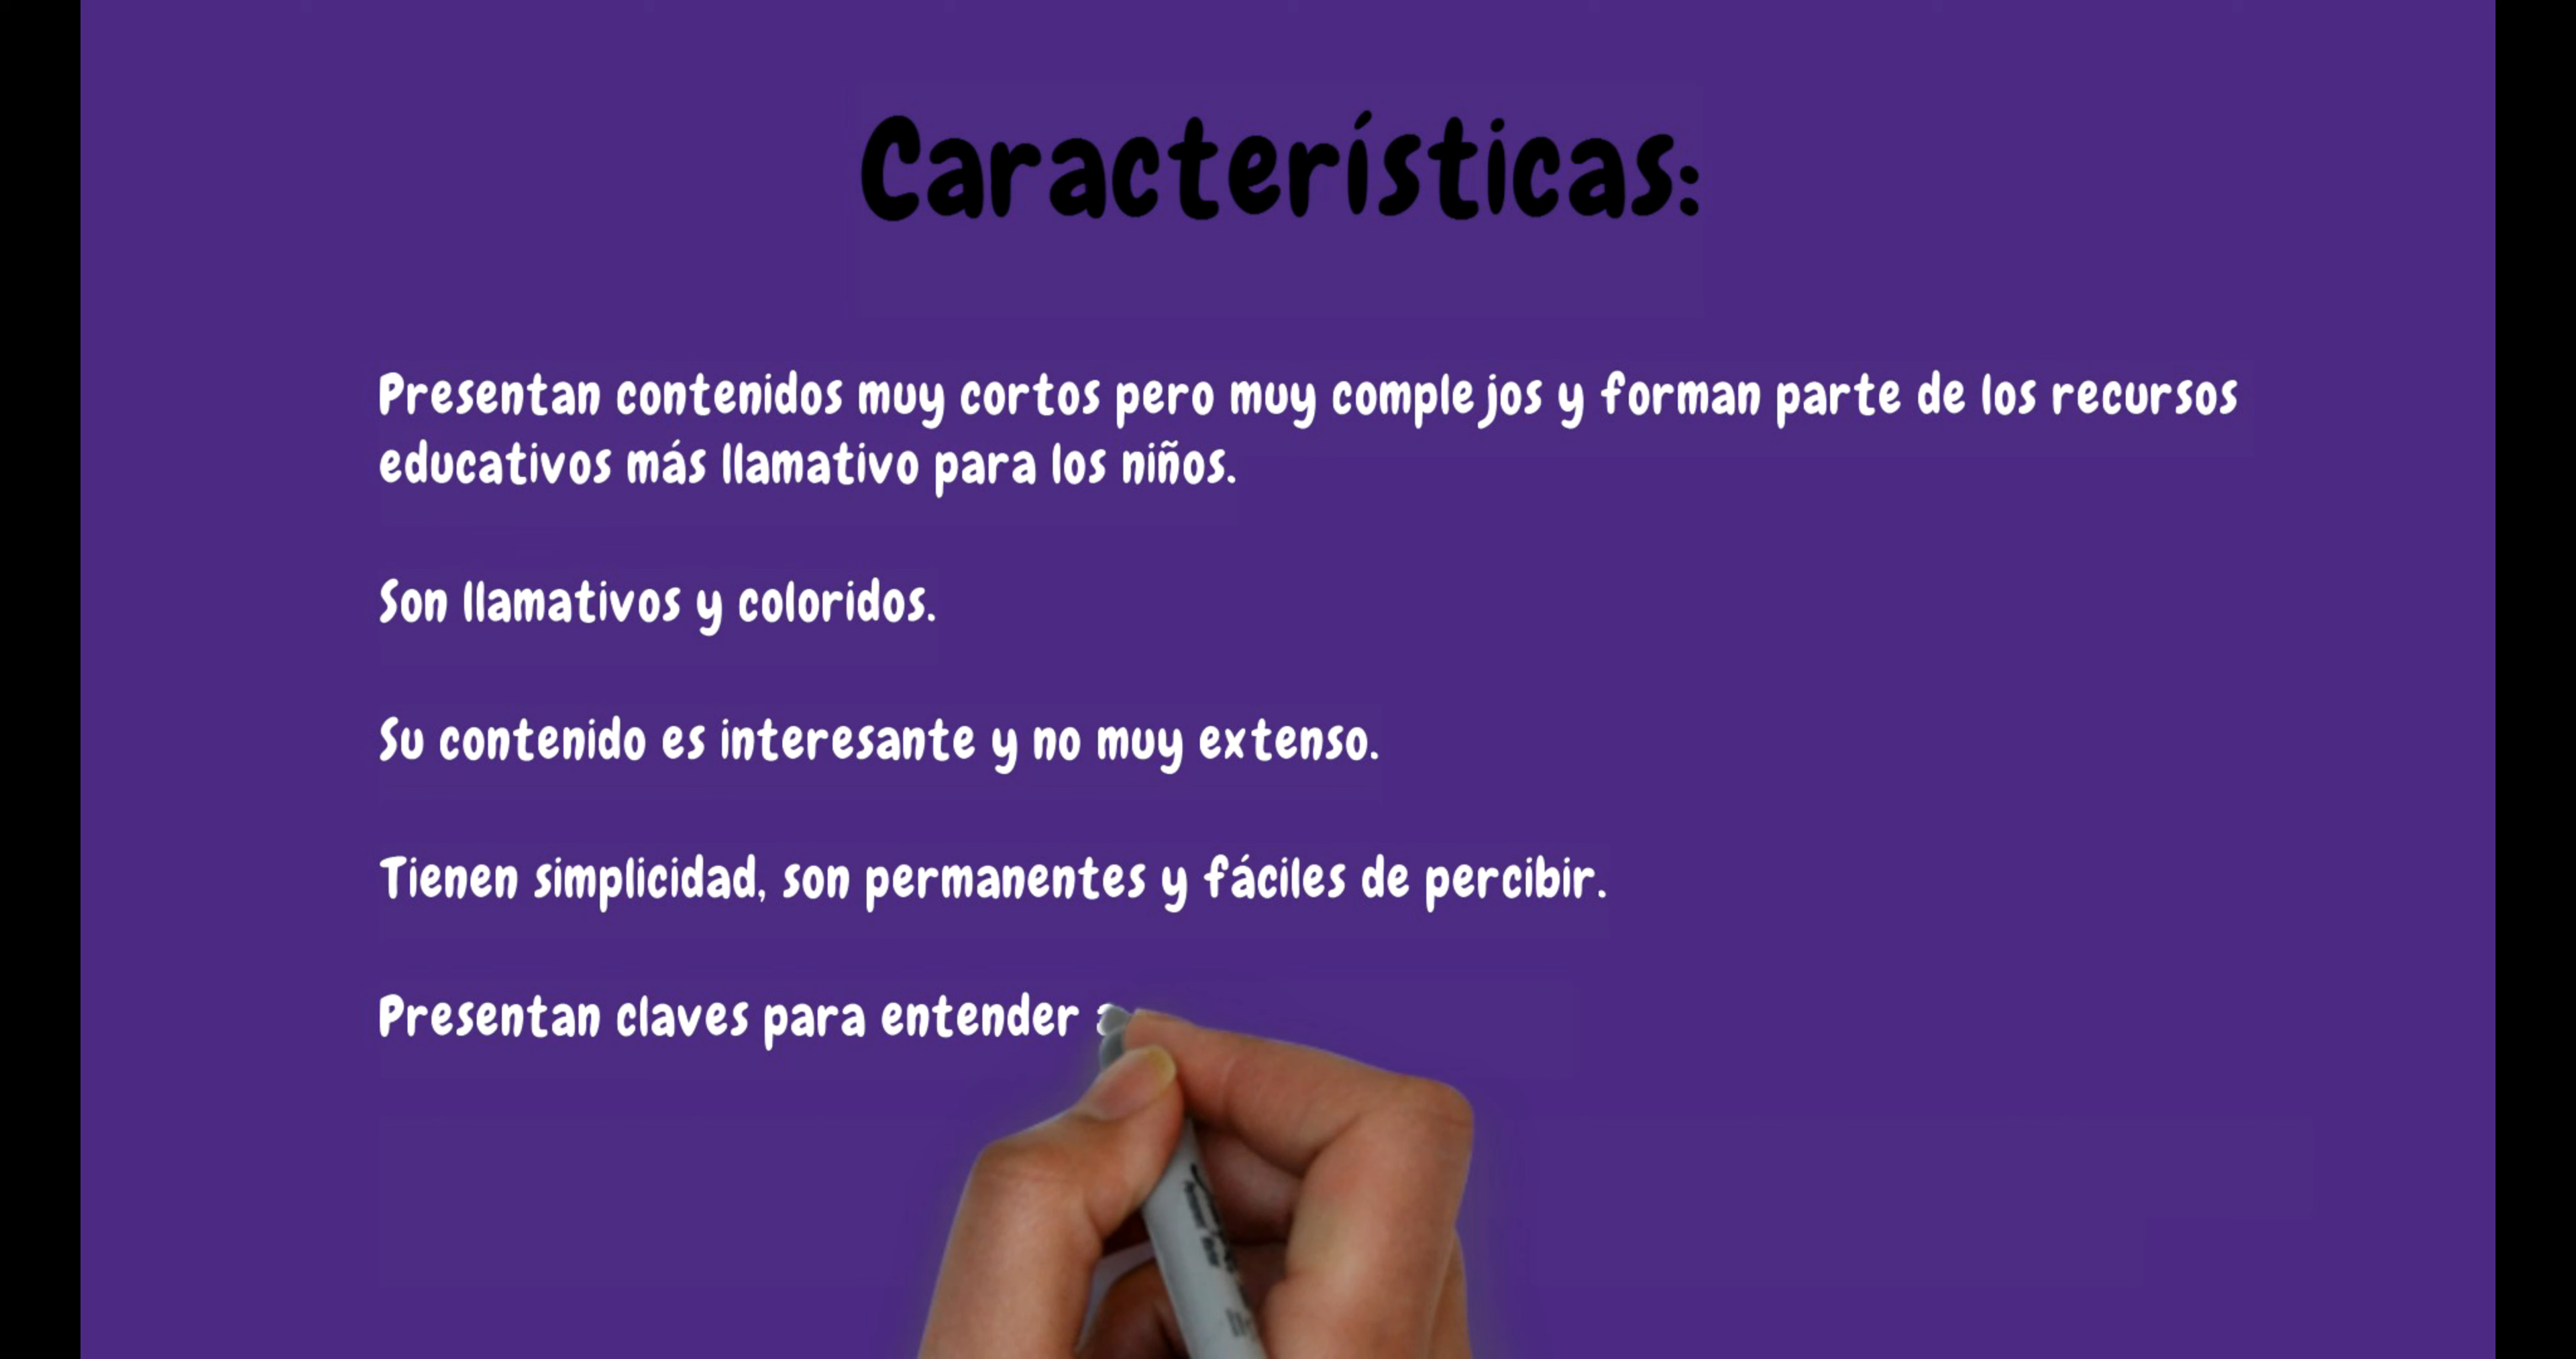 Características:
Presentan contenidos muy cortos pero muy complejos y forman parte de los recursos
educativos más llamativo para los niños.
Son llamativos y coloridos.
Su contenido es interesante y no muy extenso.
Tienen simplicidad, son permanentes y fáciles de percibir.
Presentan claves para entender